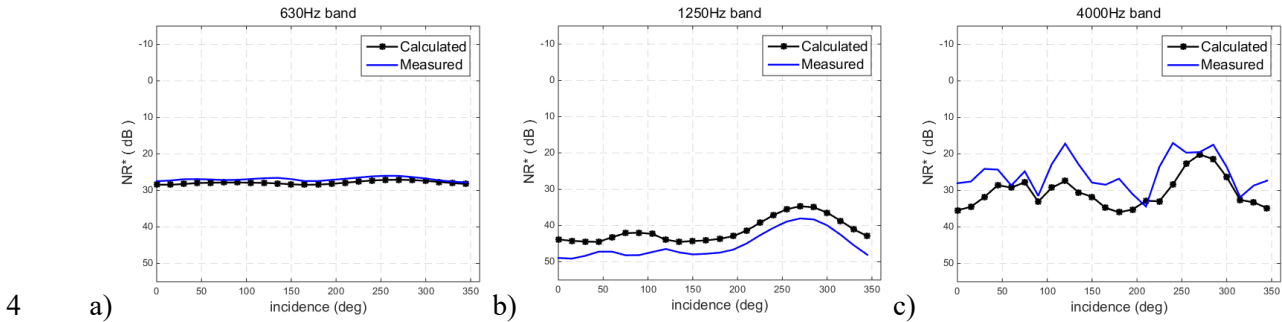 4
a)
630Hz band
NR* ( dB )
-10
0
10
20
30
40
50
Calculated
Measured
0 50 100 150 200 250 300 350
incidence (deg)
b)
1250Hz band
NR* ( dB )
-10
0
10
20
30
40
50
Calculated
Measured
0 50 100 150 200 250 300 350
incidence (deg)
c)
4000Hz band
NR* ( dB )
-10
0
10
20
30
40
50
Calculated
Measured
0 50 100 150 200 250 300 350
incidence (deg)